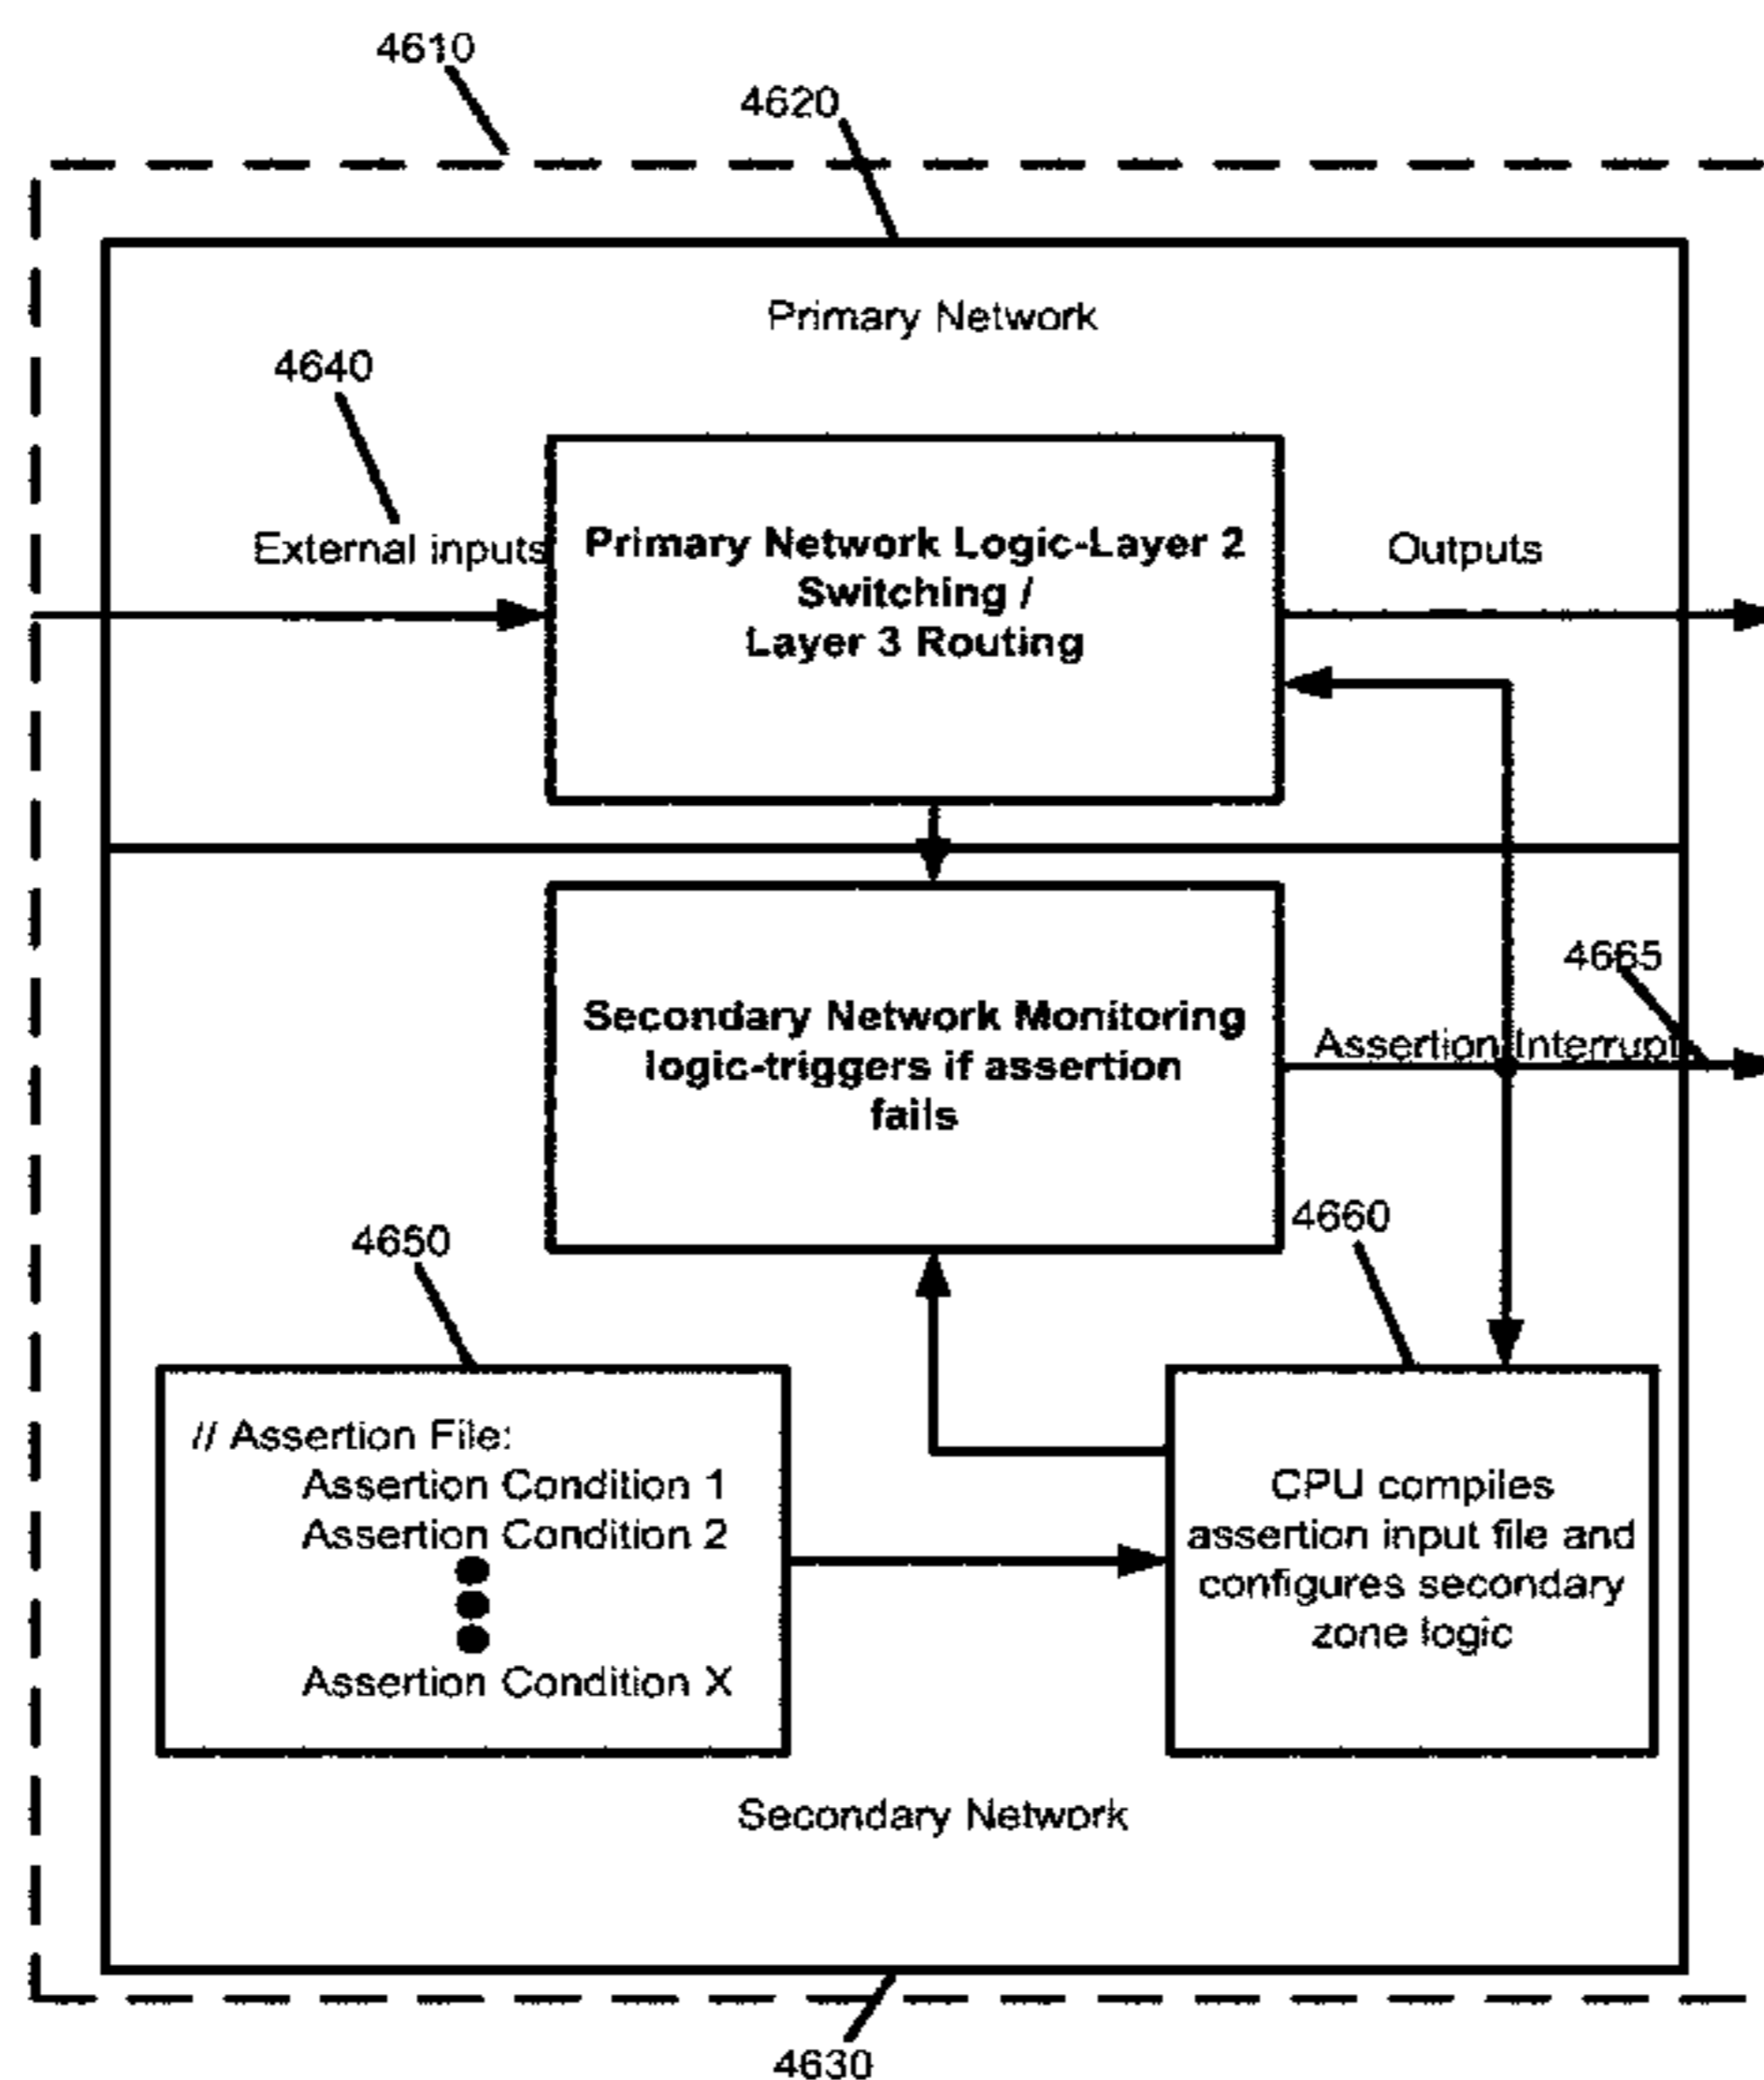 4610
4620
Primary Network
4640
External inputs
Primary Network Logic-Layer 2
Switching /
Layer 3 Routing
Outputs
4665
Secondary Network Monitoring
logic-triggers if assertion
fails
Assertion Interrupt
4650
4660
// Assertion File:
Assertion Condition 1
Assertion Condition 2
Assertion Condition X
CPU compiles
assertion input file and
configures secondary
zone logic
Secondary Network
4630